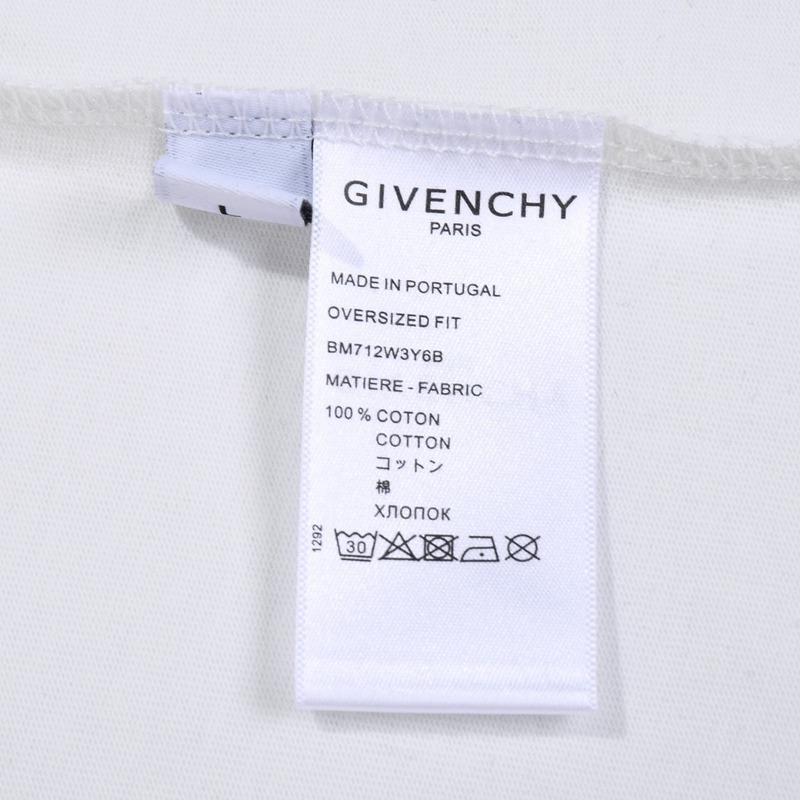 GIVENCHY
PARIS
MADE IN PORTUGAL
OVERSIZED FIT
BM712W3Y6B
MATIERE - FABRIC
100 % COTON
COTTON
コットン
棉
ХЛОПОК
1292
30